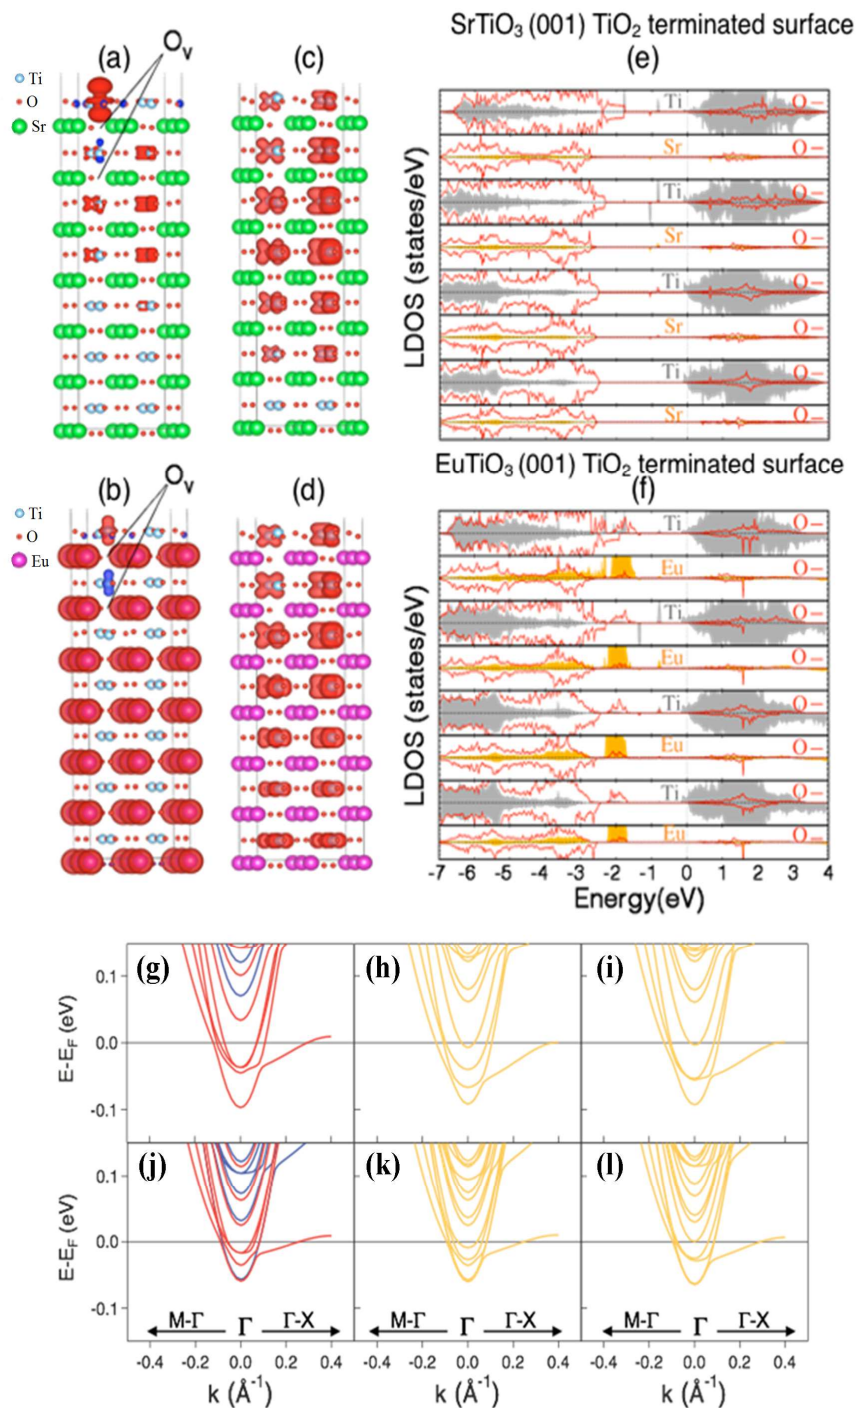 SrTiO3 (001) TiO2 terminated surface
(a) Ov (c) (e)
Ti
O
Sr
Ti O
Sr O
Ti O
Sr O
Ti O
Sr O
Ti O
Sr O
LDOS (states/eV)
EuTiO3 (001) TiO2 terminated surface
(b) Ov (d) (f)
Ti
O
Eu
Ti O
Eu O
Ti O
Eu O
Ti O
Eu O
Ti O
Eu O
LDOS (states/eV)
-7 -6 -5 -4 -3 -2 -1 0 1 2 3 4
Energy(eV)
(g) (h) (i)
0.1
0.0
-0.1
E-EF (eV)
(j) (k) (l)
0.1
0.0
-0.1
E-EF (eV)
M-Γ Γ Γ-X M-Γ Γ Γ-X M-Γ Γ Γ-X
-0.4 -0.2 0.0 0.2 0.4 -0.4 -0.2 0.0 0.2 0.4 -0.4 -0.2 0.0 0.2 0.4
k (Å-1) k (Å-1) k (Å-1)